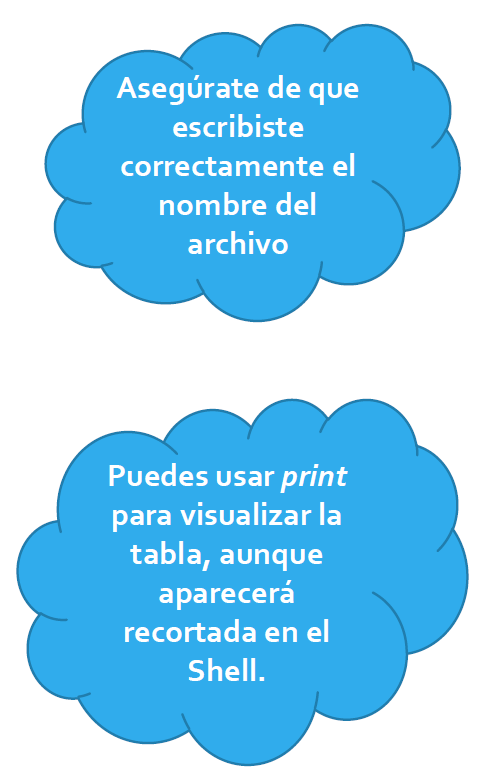 Asegúrate de que
escribiste
correctamente el
nombre del
archivo
Puedes usar print
para visualizar la
tabla, aunque
aparecerá
recortada en el
Shell.